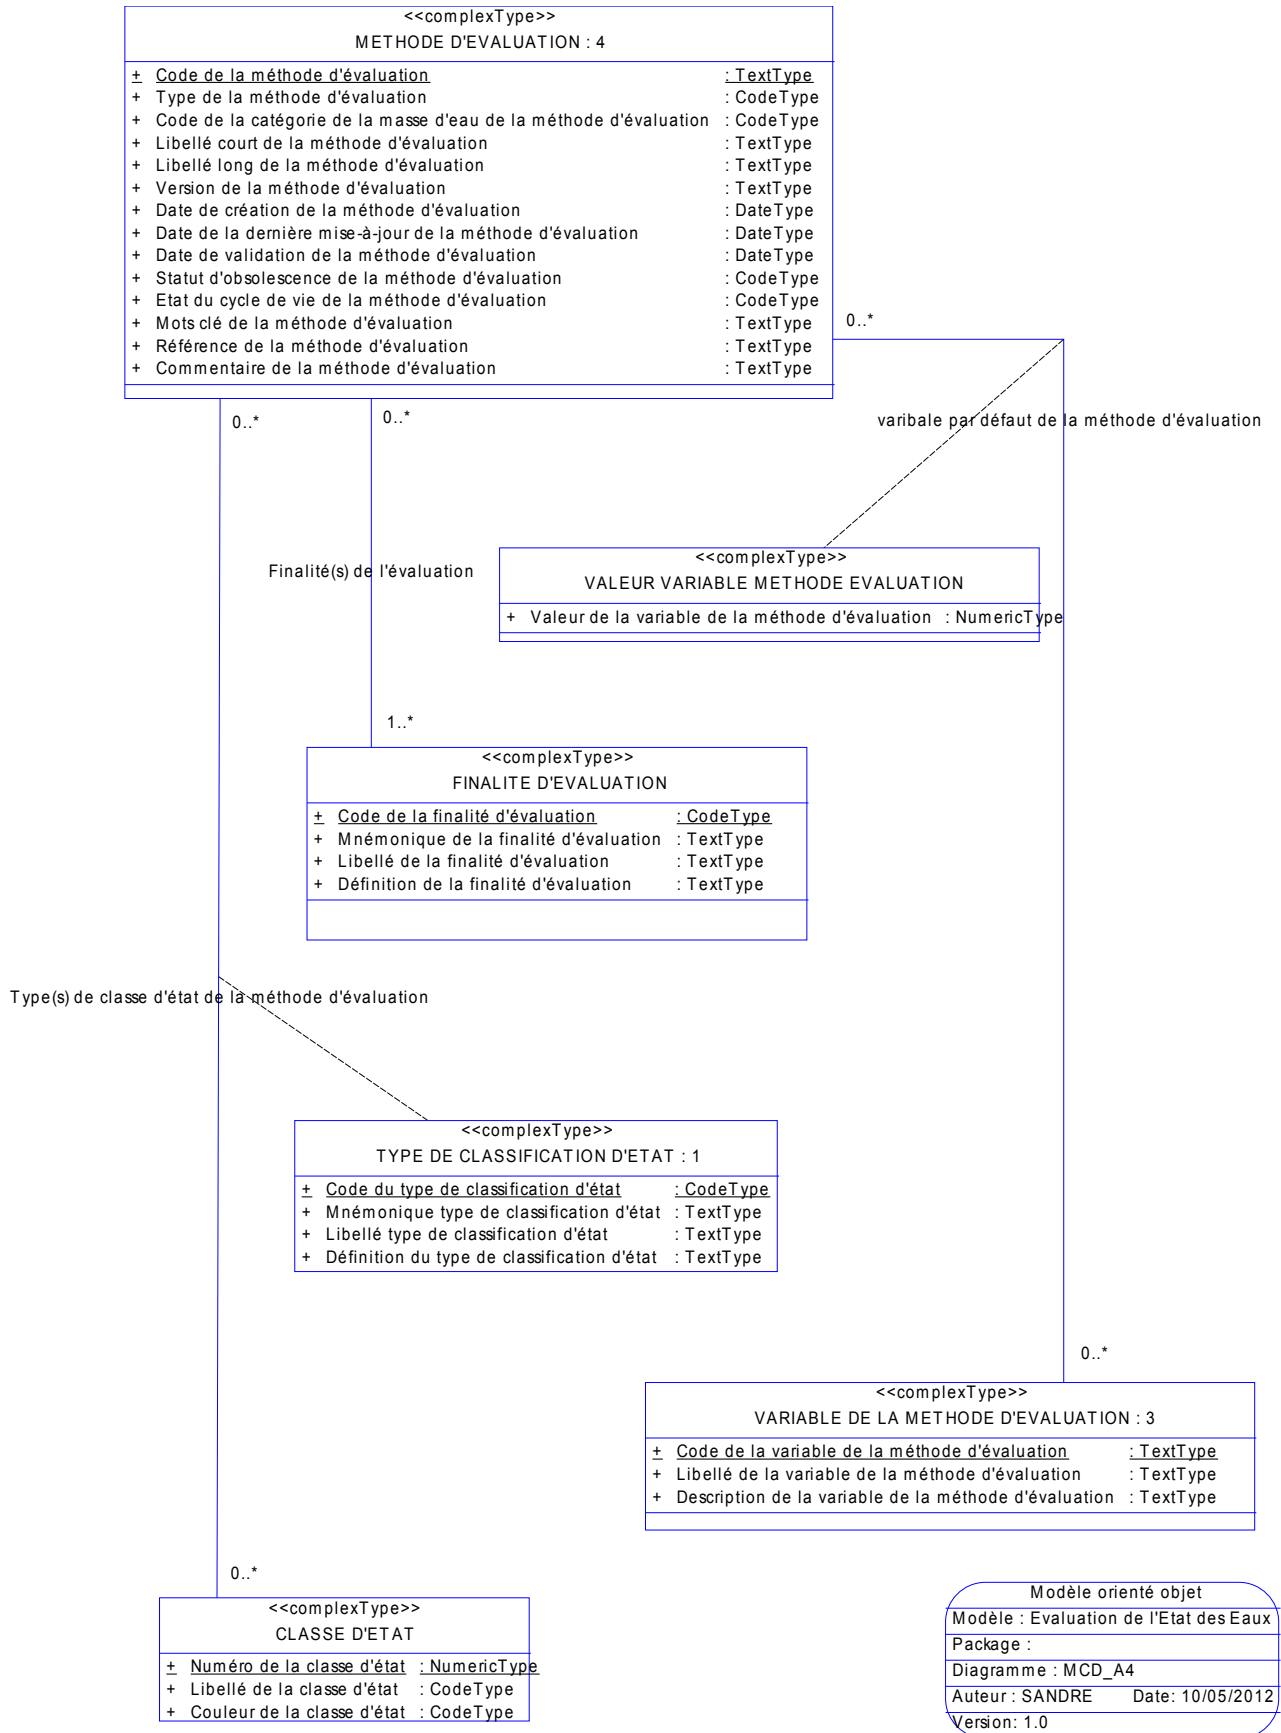 <<complexType>>
METHODE D'EVALUATION : 4
+ Code de la méthode d'évaluation : TextType
+ Type de la méthode d'évaluation : CodeType
+ Code de la catégorie de la masse d'eau de la méthode d'évaluation : CodeType
+ Libellé court de la méthode d'évaluation : TextType
+ Libellé long de la méthode d'évaluation : TextType
+ Version de la méthode d'évaluation : TextType
+ Date de création de la méthode d'évaluation : DateType
+ Date de la dernière mise-à-jour de la méthode d'évaluation : DateType
+ Date de validation de la méthode d'évaluation : DateType
+ Statut d'obsolescence de la méthode d'évaluation : CodeType
+ Etat du cycle de vie de la méthode d'évaluation : CodeType
+ Mots clé de la méthode d'évaluation : TextType
+ Référence de la méthode d'évaluation : TextType
+ Commentaire de la méthode d'évaluation : TextType
0..*
0..*
0..*
varibale par défaut de la méthode d'évaluation
<<complexType>>
VALEUR VARIABLE METHODE EVALUATION
+ Valeur de la variable de la méthode d'évaluation : NumericType
Finalité(s) de l'évaluation
1..*
<<complexType>>
FINALITE D'EVALUATION
+ Code de la finalité d'évaluation : CodeType
+ Mnémonique de la finalité d'évaluation : TextType
+ Libellé de la finalité d'évaluation : TextType
+ Définition de la finalité d'évaluation : TextType
Type(s) de classe d'état de la méthode d'évaluation
<<complexType>>
TYPE DE CLASSIFICATION D'ETAT : 1
+ Code du type de classification d'état : CodeType
+ Mnémonique type de classification d'état : TextType
+ Libellé type de classification d'état : TextType
+ Définition du type de classification d'état : TextType
0..*
<<complexType>>
VARIABLE DE LA METHODE D'EVALUATION : 3
+ Code de la variable de la méthode d'évaluation : TextType
+ Libellé de la variable de la méthode d'évaluation : TextType
+ Description de la variable de la méthode d'évaluation : TextType
0..*
<<complexType>>
CLASSE D'ETAT
+ Numéro de la classe d'état : NumericType
+ Libellé de la classe d'état : CodeType
+ Couleur de la classe d'état : CodeType
Modèle orienté objet
Modèle : Evaluation de l'Etat des Eaux
Package :
Diagramme : MCD_A4
Auteur : SANDRE Date: 10/05/2012
Version: 1.0